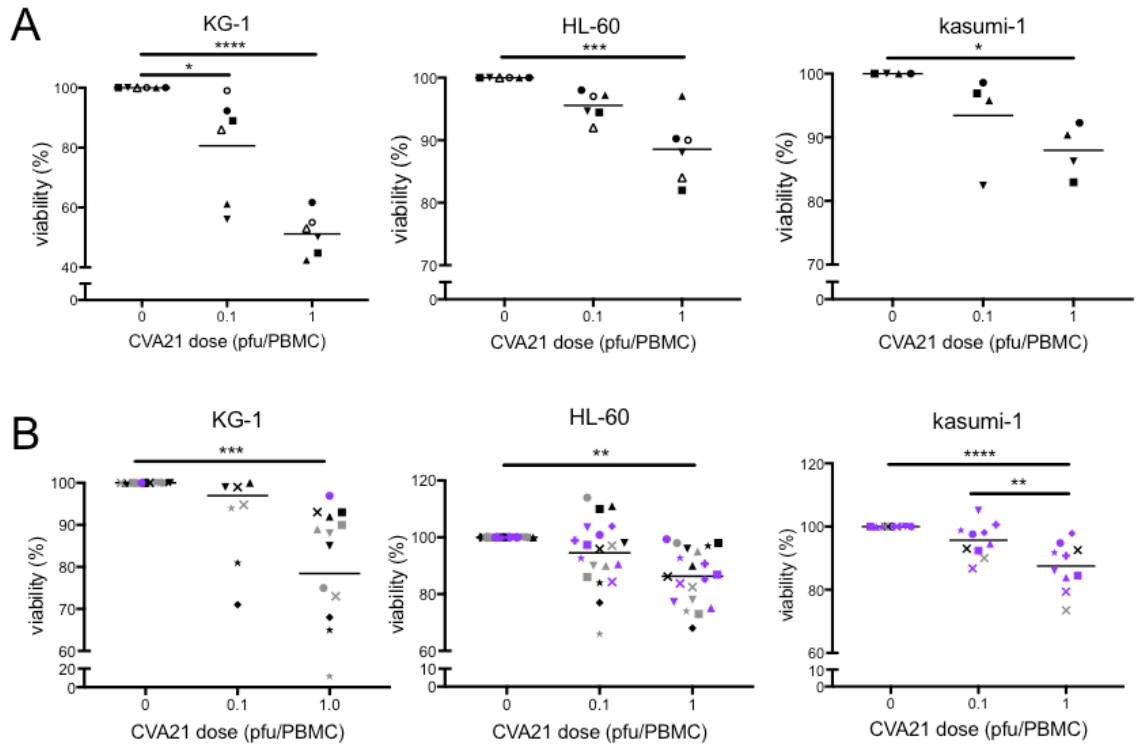 A
KG-1
****
*
100
80
60
40
0
viability (%)
0 0.1 1
CVA21 dose (pfu/PBMC)
HL-60
***
100
90
80
70
0
viability (%)
0 0.1 1
CVA21 dose (pfu/PBMC)
kasumi-1
*
100
90
80
70
0
viability (%)
0 0.1 1
CVA21 dose (pfu/PBMC)
B
KG-1
***
100
90
80
70
60
20
0
viability (%)
0 0.1 1.0
CVA21 dose (pfu/PBMC)
HL-60
**
120
100
80
60
10
0
viability (%)
0 0.1 1
CVA21 dose (pfu/PBMC)
kasumi-1
****
**
120
100
80
60
10
0
viability (%)
0 0.1 1
CVA21 dose (pfu/PBMC)